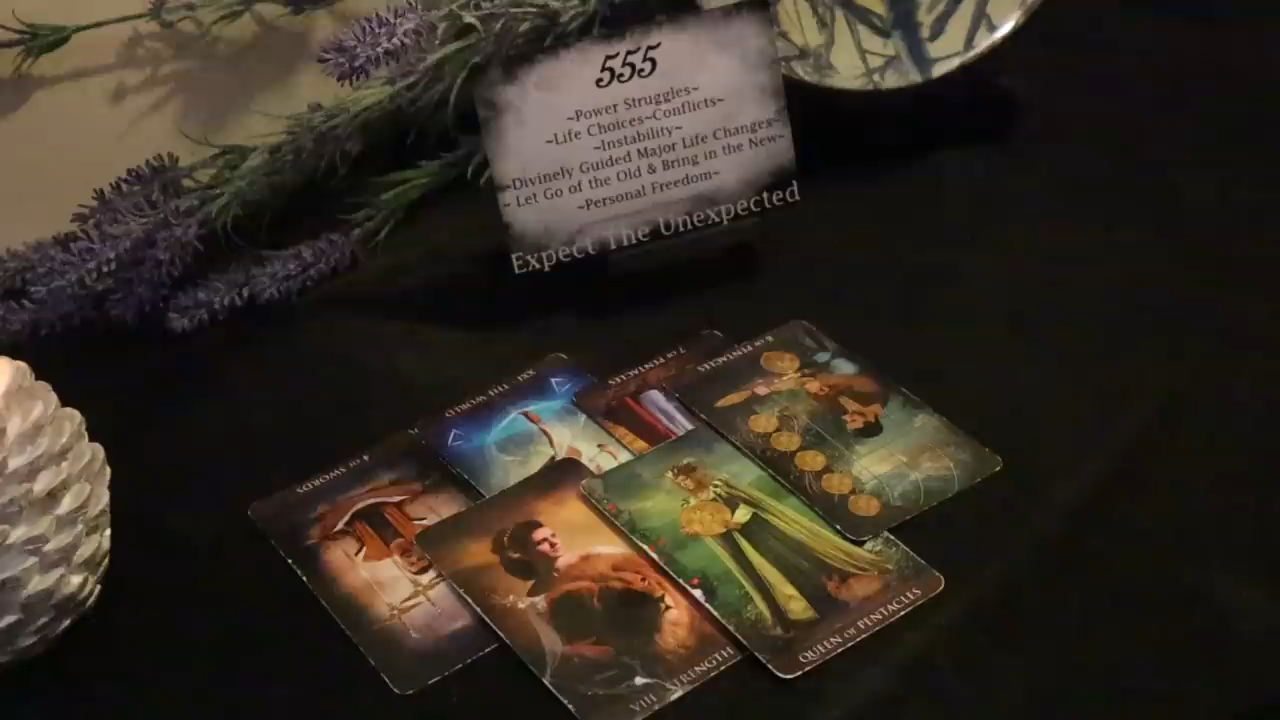 555
~Power Struggles~
~Life Choices~Conflicts~
~Instability~
~Divinely Guided Major Life Changes~
~ Let Go of the Old & Bring in the New~
~Personal Freedom~
Expect The Unexpected
XXI · THE WORLD
7 OF PENTACLES
6 OF PENTACLES
4 OF SWORDS
VIII STRENGTH
QUEEN OF PENTACLES